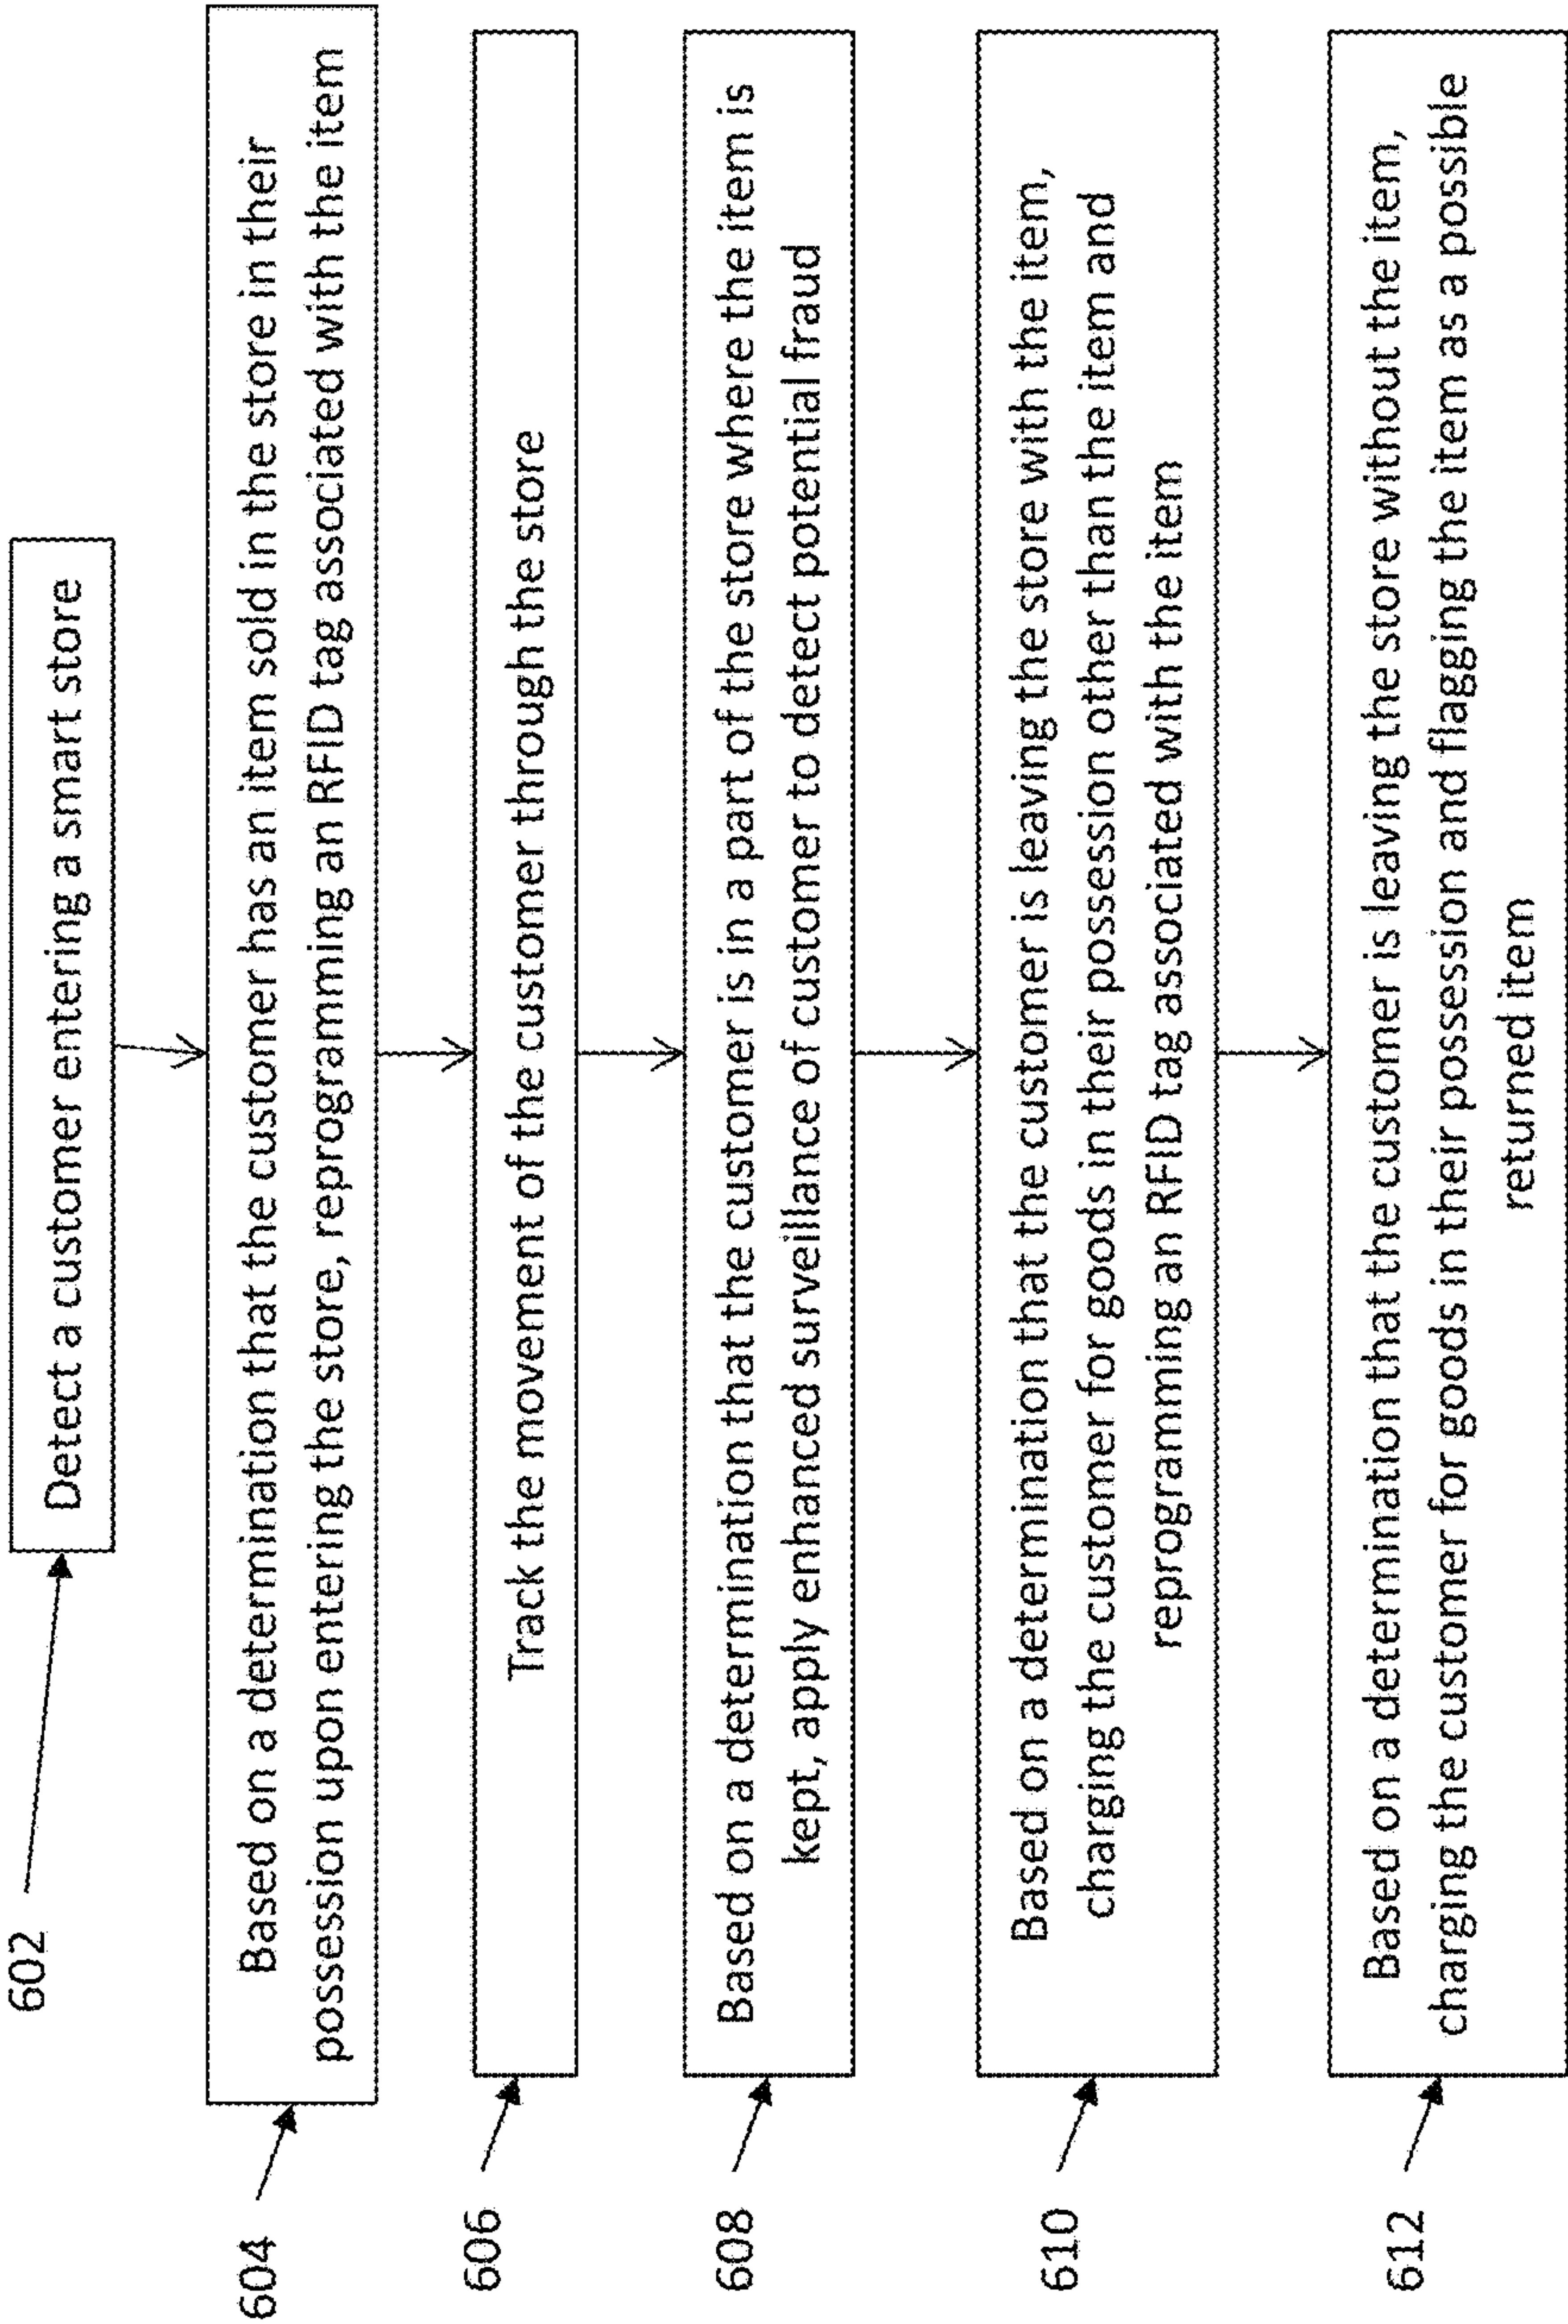 602
Detect a customer entering a smart store
604
Based on a determination that the customer has an item sold in the store in their
possession upon entering the store, reprogramming an RFID tag associated with the item
606
Track the movement of the customer through the store
608
Based on a determination that the customer is in a part of the store where the item is
kept, apply enhanced surveillance of customer to detect potential fraud
610
Based on a determination that the customer is leaving the store with the item,
charging the customer for goods in their possession other than the item and
reprogramming an RFID tag associated with the item
612
Based on a determination that the customer is leaving the store without the item,
charging the customer for goods in their possession and flagging the item as a possible
returned item